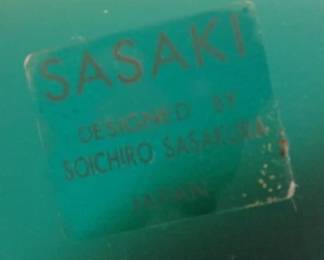 SASAKI
DESIGNED BY
SOICHIRO SASAKURA
JAPAN